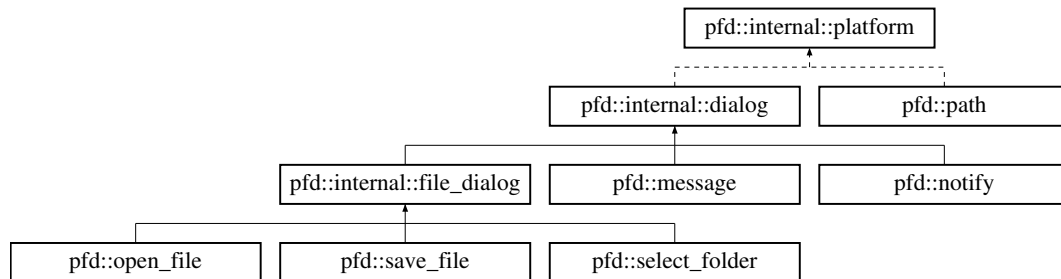 pfd::internal::platform
pfd::internal::dialog
pfd::path
pfd::internal::file_dialog
pfd::message
pfd::notify
pfd::open_file
pfd::save_file
pfd::select_folder